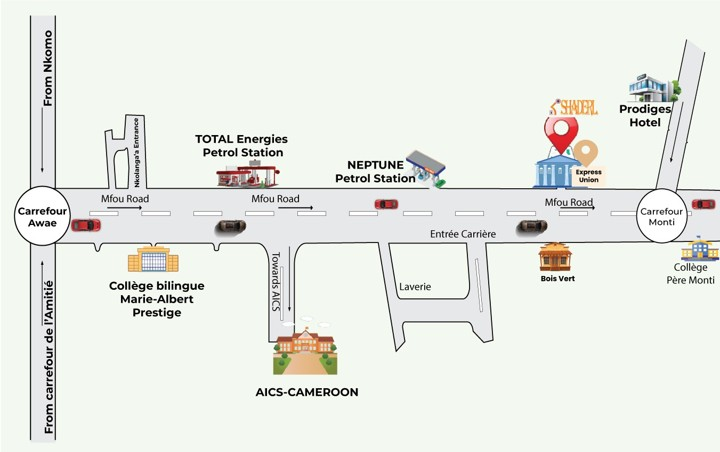 From Nkomo
Nkolanga'a Entrance
TOTAL Energies
Petrol Station
NEPTUNE
Petrol Station
SHADERL
Express
Union
Prodiges
Hotel
Carrefour
Awae
Mfou Road
Mfou Road
Mfou Road
Carrefour
Monti
Entrée Carrière
Towards AICS
Laverie
Collège bilingue
Marie-Albert
Prestige
Bois Vert
Collège
Père Monti
From carrefour de l'Amitié
AICS-CAMEROON